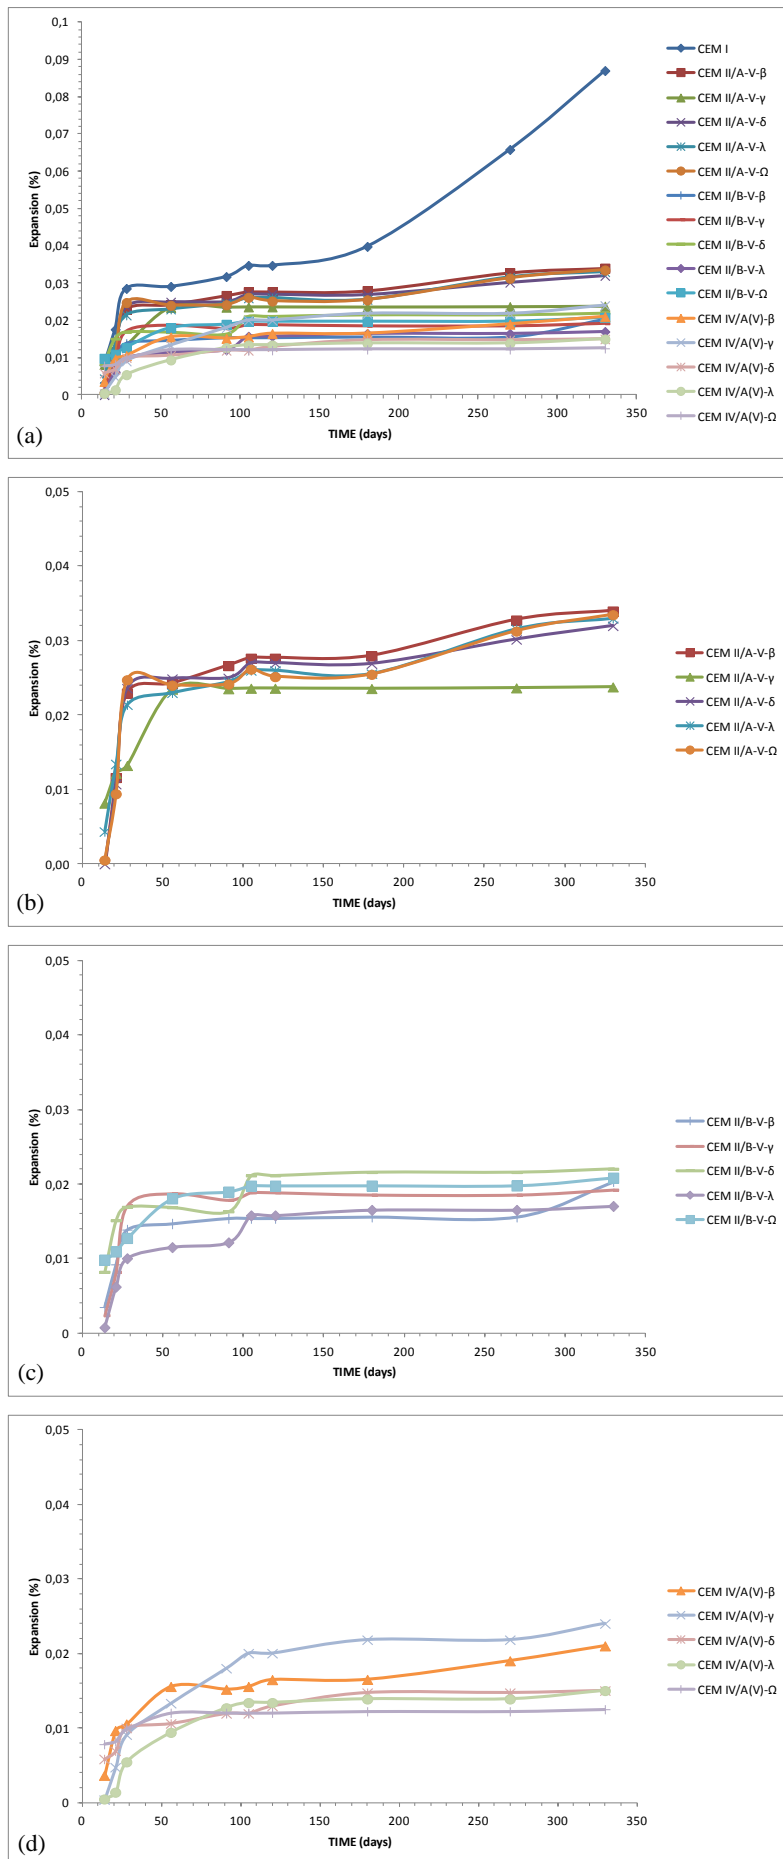 0,1
0,09
0,08
0,07
0,06
0,05
0,04
0,03
0,02
0,01
0
Expansion (%)
0 50 100 150 200 250 300 350
TIME (days)
CEM I
CEM II/A-V-β
CEM II/A-V-γ
CEM II/A-V-δ
CEM II/A-V-λ
CEM II/A-V-Ω
CEM II/B-V-β
CEM II/B-V-γ
CEM II/B-V-δ
CEM II/B-V-λ
CEM II/B-V-Ω
CEM IV/A(V)-β
CEM IV/A(V)-γ
CEM IV/A(V)-δ
CEM IV/A(V)-λ
CEM IV/A(V)-Ω
(a)
0,05
0,04
0,03
0,02
0,01
0,00
Expansion (%)
0 50 100 150 200 250 300 350
TIME (days)
CEM II/A-V-β
CEM II/A-V-γ
CEM II/A-V-δ
CEM II/A-V-λ
CEM II/A-V-Ω
(b)
0,05
0,04
0,03
0,02
0,01
0
Expansion (%)
0 50 100 150 200 250 300 350
TIME (days)
CEM II/B-V-β
CEM II/B-V-γ
CEM II/B-V-δ
CEM II/B-V-λ
CEM II/B-V-Ω
(c)
0,05
0,04
0,03
0,02
0,01
0
Expansion (%)
0 50 100 150 200 250 300 350
TIME (days)
CEM IV/A(V)-β
CEM IV/A(V)-γ
CEM IV/A(V)-δ
CEM IV/A(V)-λ
CEM IV/A(V)-Ω
(d)